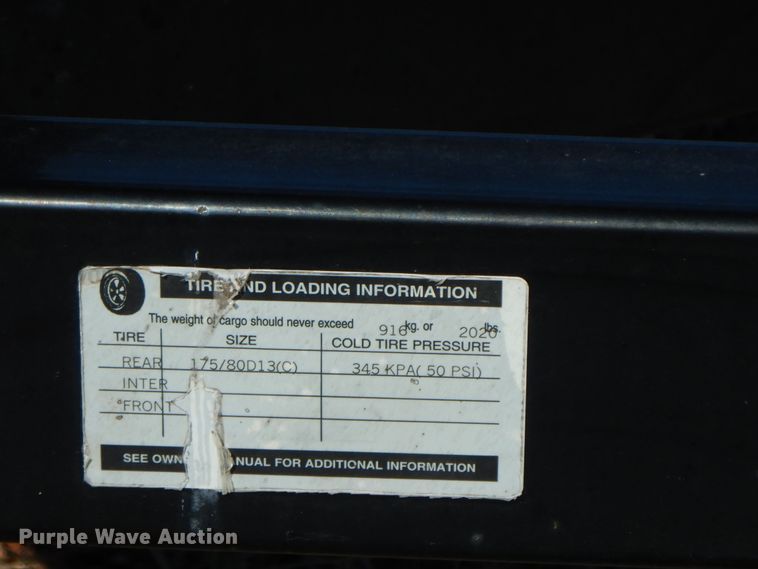 TIRE AND LOADING INFORMATION
The weight of cargo should never exceed 916 kg. or 2020 lbs.
TIRE SIZE COLD TIRE PRESSURE
REAR 175/80D13(C) 345 KPA( 50 PSI)
INTER
FRONT
SEE OWN ANUAL FOR ADDITIONAL INFORMATION
Purple Wave Auction